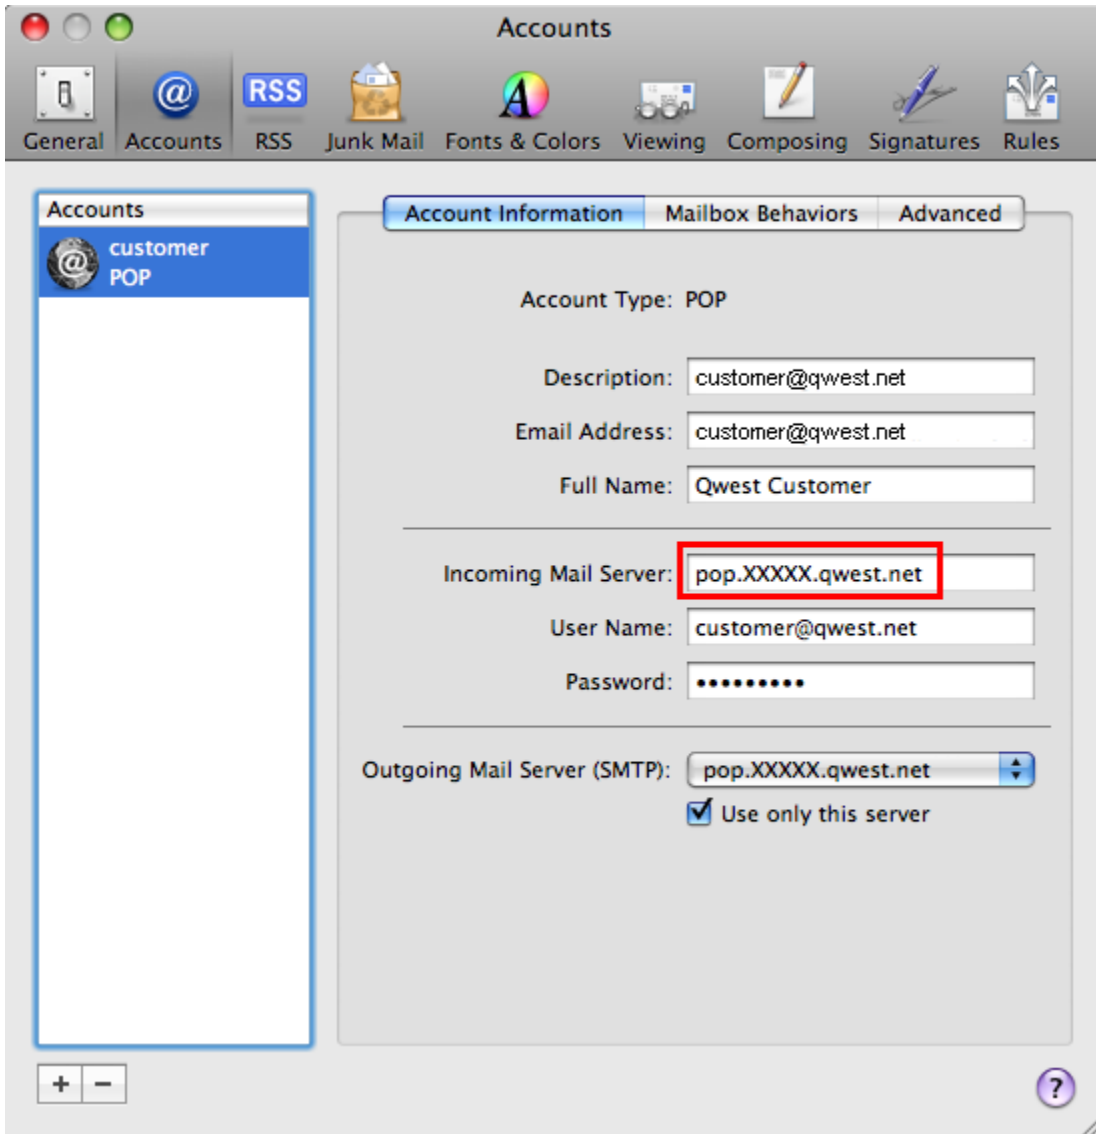 Accounts
General Accounts RSS Junk Mail Fonts & Colors Viewing Composing Signatures Rules
RSS
Accounts
customer
POP
Account Information Mailbox Behaviors Advanced
Account Type: POP
Description: customer@qwest.net
Email Address: customer@qwest.net
Full Name: Qwest Customer
Incoming Mail Server: pop.XXXXX.qwest.net
User Name: customer@qwest.net
Password: •••••••••
Outgoing Mail Server (SMTP): pop.XXXXX.qwest.net
Use only this server
+ − ?